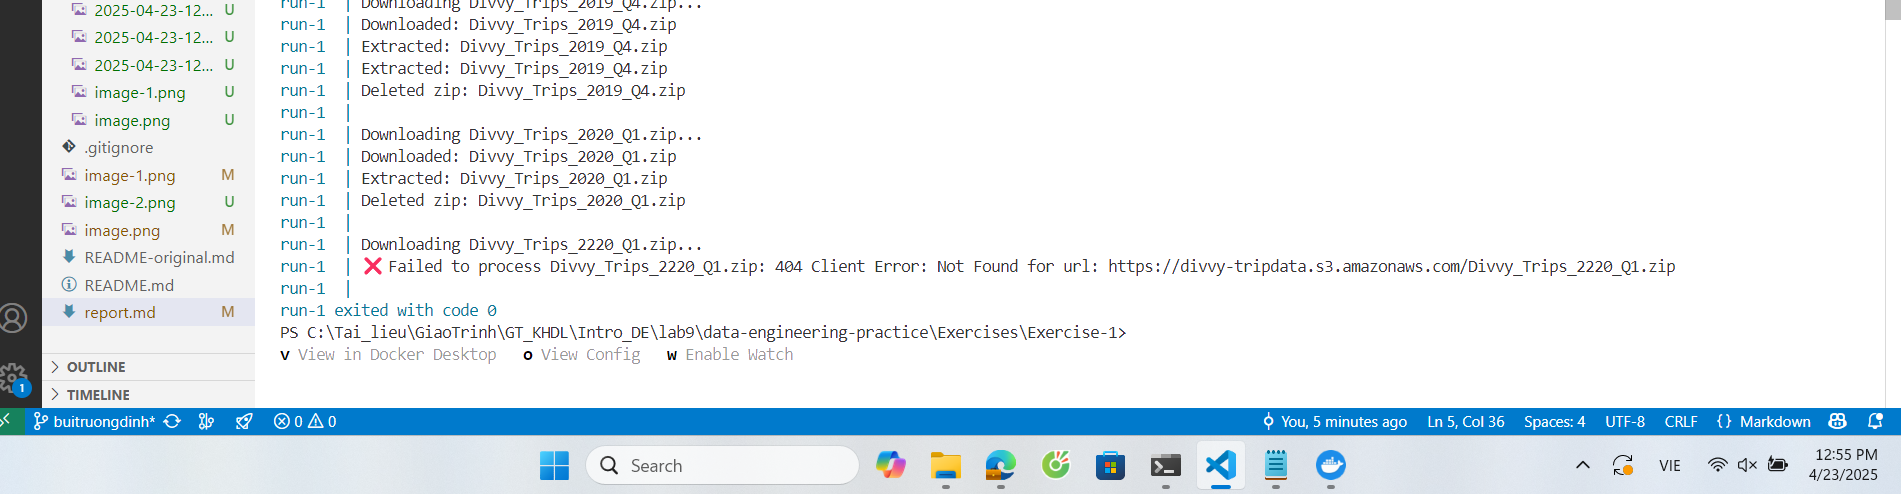 2025-04-23-12... U
2025-04-23-12... U
2025-04-23-12... U
image-1.png U
image.png U
.gitignore
image-1.png M
image-2.png U
image.png M
README-original.md
README.md
report.md M
OUTLINE
TIMELINE
run-1 | Downloading Divvy_Trips_2019_Q4.zip...
run-1 | Downloaded: Divvy_Trips_2019_Q4.zip
run-1 | Extracted: Divvy_Trips_2019_Q4.zip
run-1 | Extracted: Divvy_Trips_2019_Q4.zip
run-1 | Deleted zip: Divvy_Trips_2019_Q4.zip
run-1 |
run-1 | Downloading Divvy_Trips_2020_Q1.zip...
run-1 | Downloaded: Divvy_Trips_2020_Q1.zip
run-1 | Extracted: Divvy_Trips_2020_Q1.zip
run-1 | Deleted zip: Divvy_Trips_2020_Q1.zip
run-1 |
run-1 | Downloading Divvy_Trips_2220_Q1.zip...
run-1 | ❌ Failed to process Divvy_Trips_2220_Q1.zip: 404 Client Error: Not Found for url: https://divvy-tripdata.s3.amazonaws.com/Divvy_Trips_2220_Q1.zip
run-1 |
run-1 exited with code 0
PS C:\Tai_lieu\GiaoTrinh\GT_KHDL\Intro_DE\lab9\data-engineering-practice\Exercises\Exercise-1>
v View in Docker Desktop o View Config w Enable Watch
1
buitruongdinh* 0 0 You, 5 minutes ago Ln 5, Col 36 Spaces: 4 UTF-8 CRLF {} Markdown
Search VIE 12:55 PM
4/23/2025